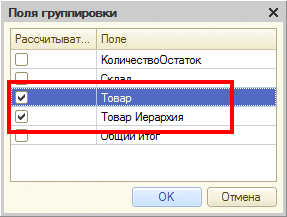 Поля группировки
Рассчитыват... Поле
КоличествоОстаток
Склад
Товар
Товар Иерархия
Общий итог
OK Отмена